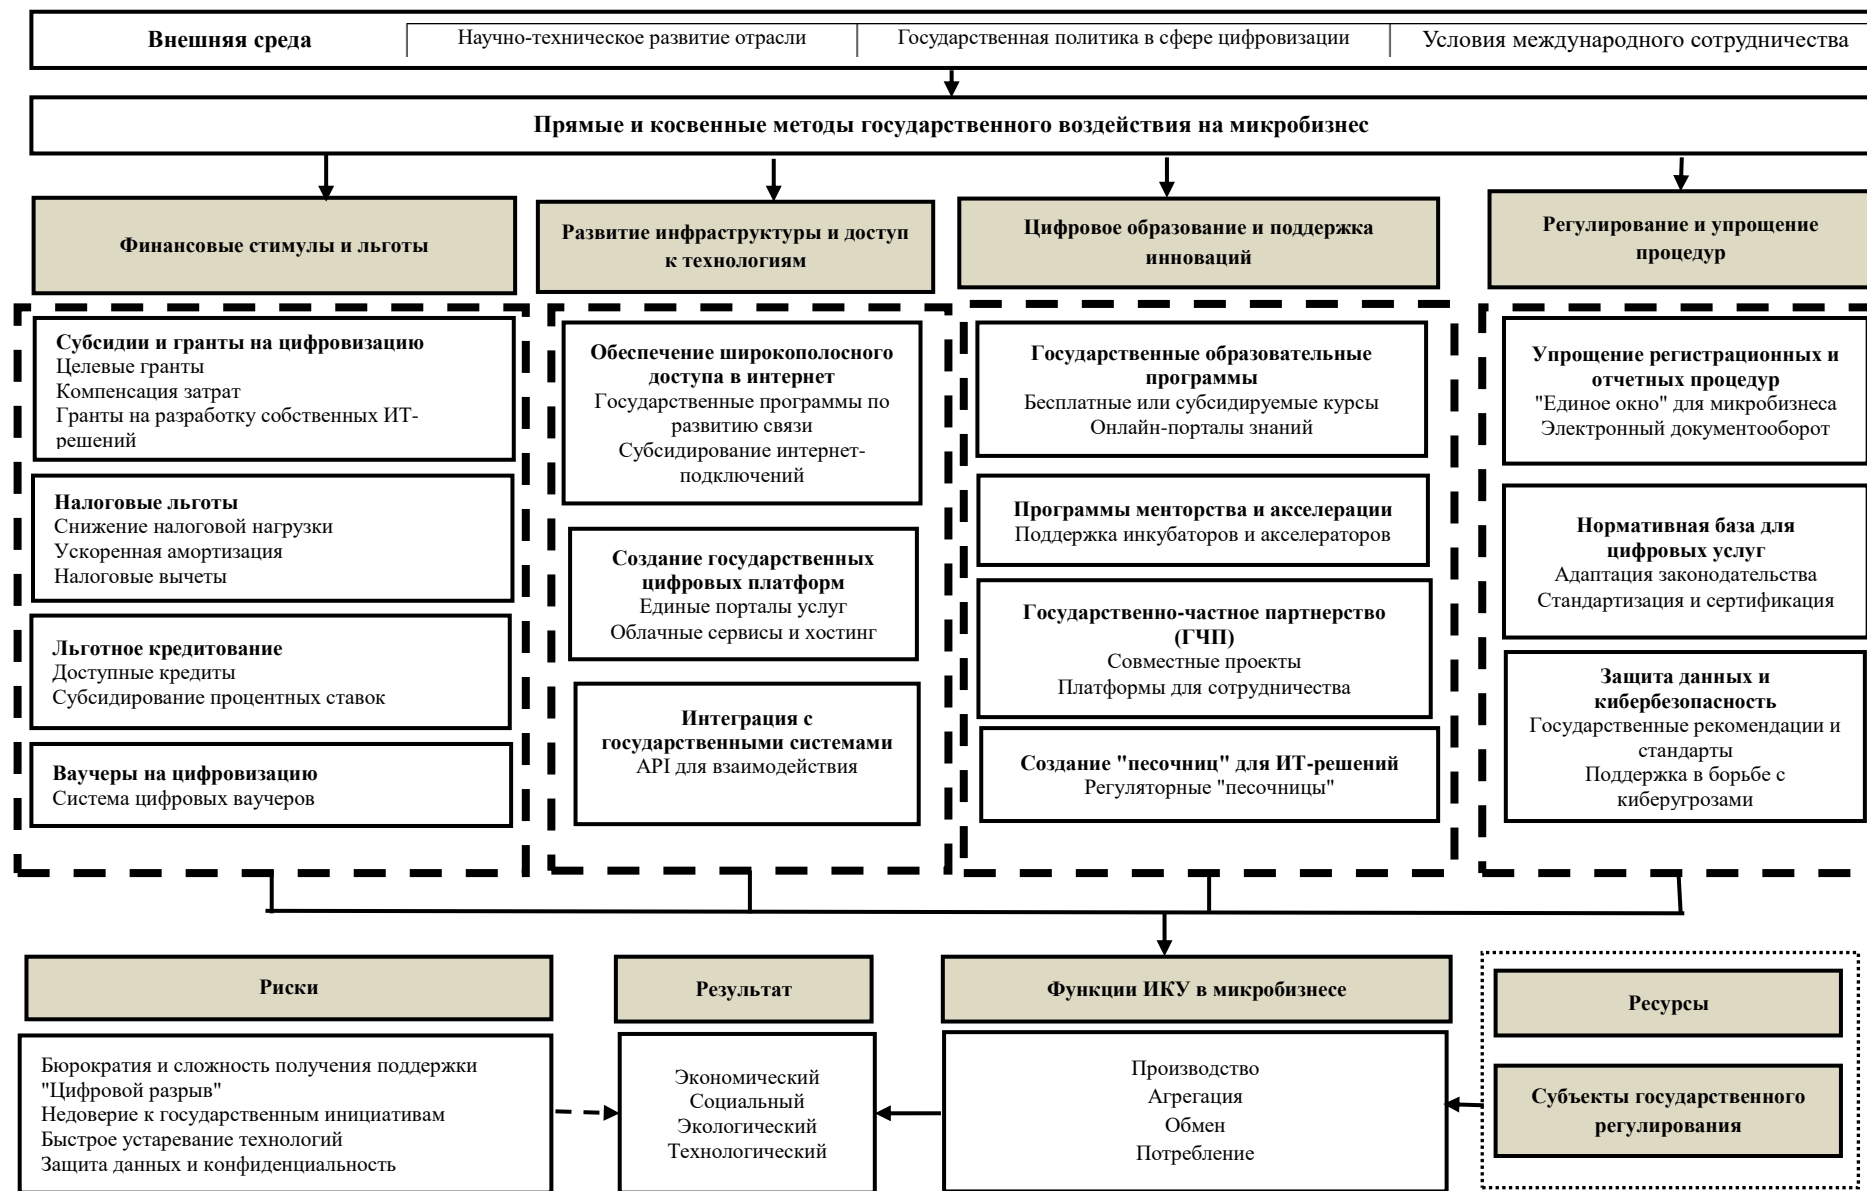 Внешняя среда
Научно-техническое развитие отрасли
Государственная политика в сфере цифровизации
Условия международного сотрудничества
Прямые и косвенные методы государственного воздействия на микробизнес
Финансовые стимулы и льготы
Развитие инфраструктуры и доступ
к технологиям
Цифровое образование и поддержка
инноваций
Регулирование и упрощение
процедур
Субсидии и гранты на цифровизацию
Целевые гранты
Компенсация затрат
Гранты на разработку собственных ИТ-
решений
Налоговые льготы
Снижение налоговой нагрузки
Ускоренная амортизация
Налоговые вычеты
Льготное кредитование
Доступные кредиты
Субсидирование процентных ставок
Ваучеры на цифровизацию
Система цифровых ваучеров
Обеспечение широкополосного
доступа в интернет
Государственные программы по
развитию связи
Субсидирование интернет-
подключений
Создание государственных
цифровых платформ
Единые порталы услуг
Облачные сервисы и хостинг
Интеграция с
государственными системами
API для взаимодействия
Государственные образовательные
программы
Бесплатные или субсидируемые курсы
Онлайн-порталы знаний
Программы менторства и акселерации
Поддержка инкубаторов и акселераторов
Государственно-частное партнерство
(ГЧП)
Совместные проекты
Платформы для сотрудничества
Создание "песочниц" для ИТ-решений
Регуляторные "песочницы"
Упрощение регистрационных и
отчетных процедур
"Единое окно" для микробизнеса
Электронный документооборот
Нормативная база для
цифровых услуг
Адаптация законодательства
Стандартизация и сертификация
Защита данных и
кибербезопасность
Государственные рекомендации и
стандарты
Поддержка в борьбе с
киберугрозами
Риски
Бюрократия и сложность получения поддержки
"Цифровой разрыв"
Недоверие к государственным инициативам
Быстрое устаревание технологий
Защита данных и конфиденциальность
Результат
Экономический
Социальный
Экологический
Технологический
Функции ИКУ в микробизнесе
Производство
Агрегация
Обмен
Потребление
Ресурсы
Субъекты государственного
регулирования